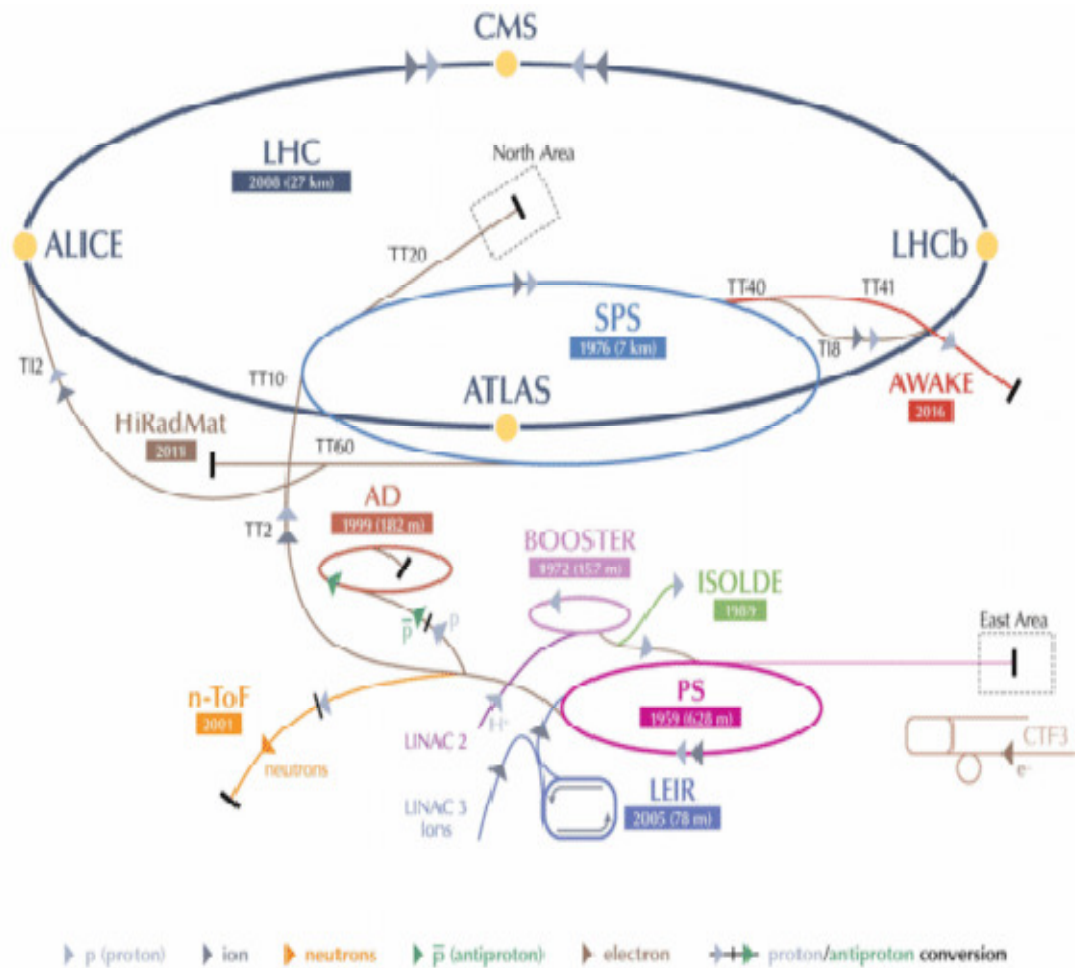 CMS
LHC
2008 (27 km)
North Area
ALICE
TT20
LHCb
TT40
TT41
SPS
1976 (7 km)
TI8
TI2
TT10
ATLAS
AWAKE
2016
HiRadMat
2011
TT60
AD
1999 (182 m)
TT2
BOOSTER
1972 (157 m)
ISOLDE
1989
p
p̅
East Area
n-ToF
2001
PS
1959 (628 m)
LINAC 2
neutrons
CTF3
e-
LEIR
2005 (78 m)
LINAC 3
Ions
p (proton)
ion
neutrons
p̅ (antiproton)
electron
proton/antiproton conversion